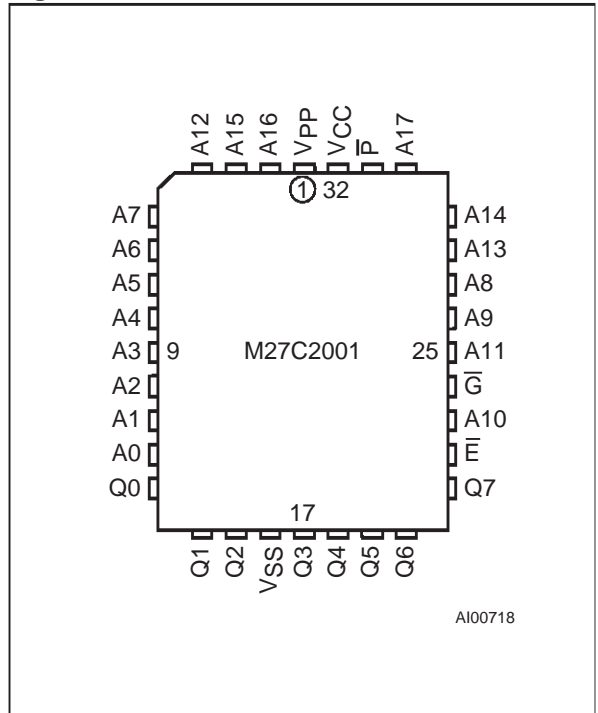 A12 A15 A16 VPP VCC P̅ A17
1 32
A7 A14
A6 A13
A5 A8
A4 A9
A3 9 M27C2001 25 A11
A2 G̅
A1 A10
A0 E̅
Q0 Q7
17
Q1 Q2 VSS Q3 Q4 Q5 Q6
AI00718